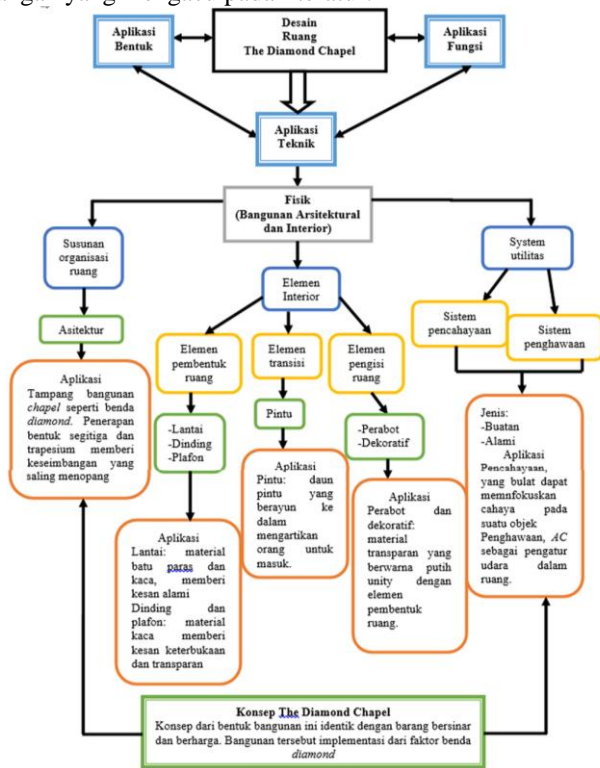 Desain
Ruang
The Diamond Chapel
Aplikasi
Bentuk
Aplikasi
Fungsi
Aplikasi
Teknik
Fisik
(Bangunan Arsitektural
dan Interior)
Susunan
organisasi
ruang
Elemen
Interior
System
utilitas
Asitektur
Elemen
pembentuk
ruang
Elemen
transisi
Elemen
pengisi
ruang
Sistem
pencahayaan
Sistem
penghawaan
-Lantai
-Dinding
-Plafon
Pintu
-Perabot
-Dekoratif
Aplikasi
Tampang bangunan
chapel seperti benda
diamond. Penerapan
bentuk segitiga dan
trapesium memberi
keseimbangan yang
saling menopang
Aplikasi
Lantai: material
batu paras dan
kaca, memberi
kesan alami
Dinding dan
plafon: material
kaca memberi
kesan keterbukaan
dan transparan
Aplikasi
Pintu: daun
pintu yang
berayun ke
dalam
mengartikan
orang untuk
masuk.
Aplikasi
Perabot dan
dekoratif:
material
transparan yang
berwarna putih
unity dengan
elemen
pembentuk
ruang.
Jenis:
-Buatan
-Alami
Aplikasi
Pencahayaan,
yang bulat dapat
memnfokuskan
cahaya pada
suatu objek
Penghawaan, AC
sebagai pengatur
udara dalam
ruang.
Konsep The Diamond Chapel
Konsep dari bentuk bangunan ini identik dengan barang bersinar
dan berharga. Bangunan tersebut implementasi dari faktor benda
diamond